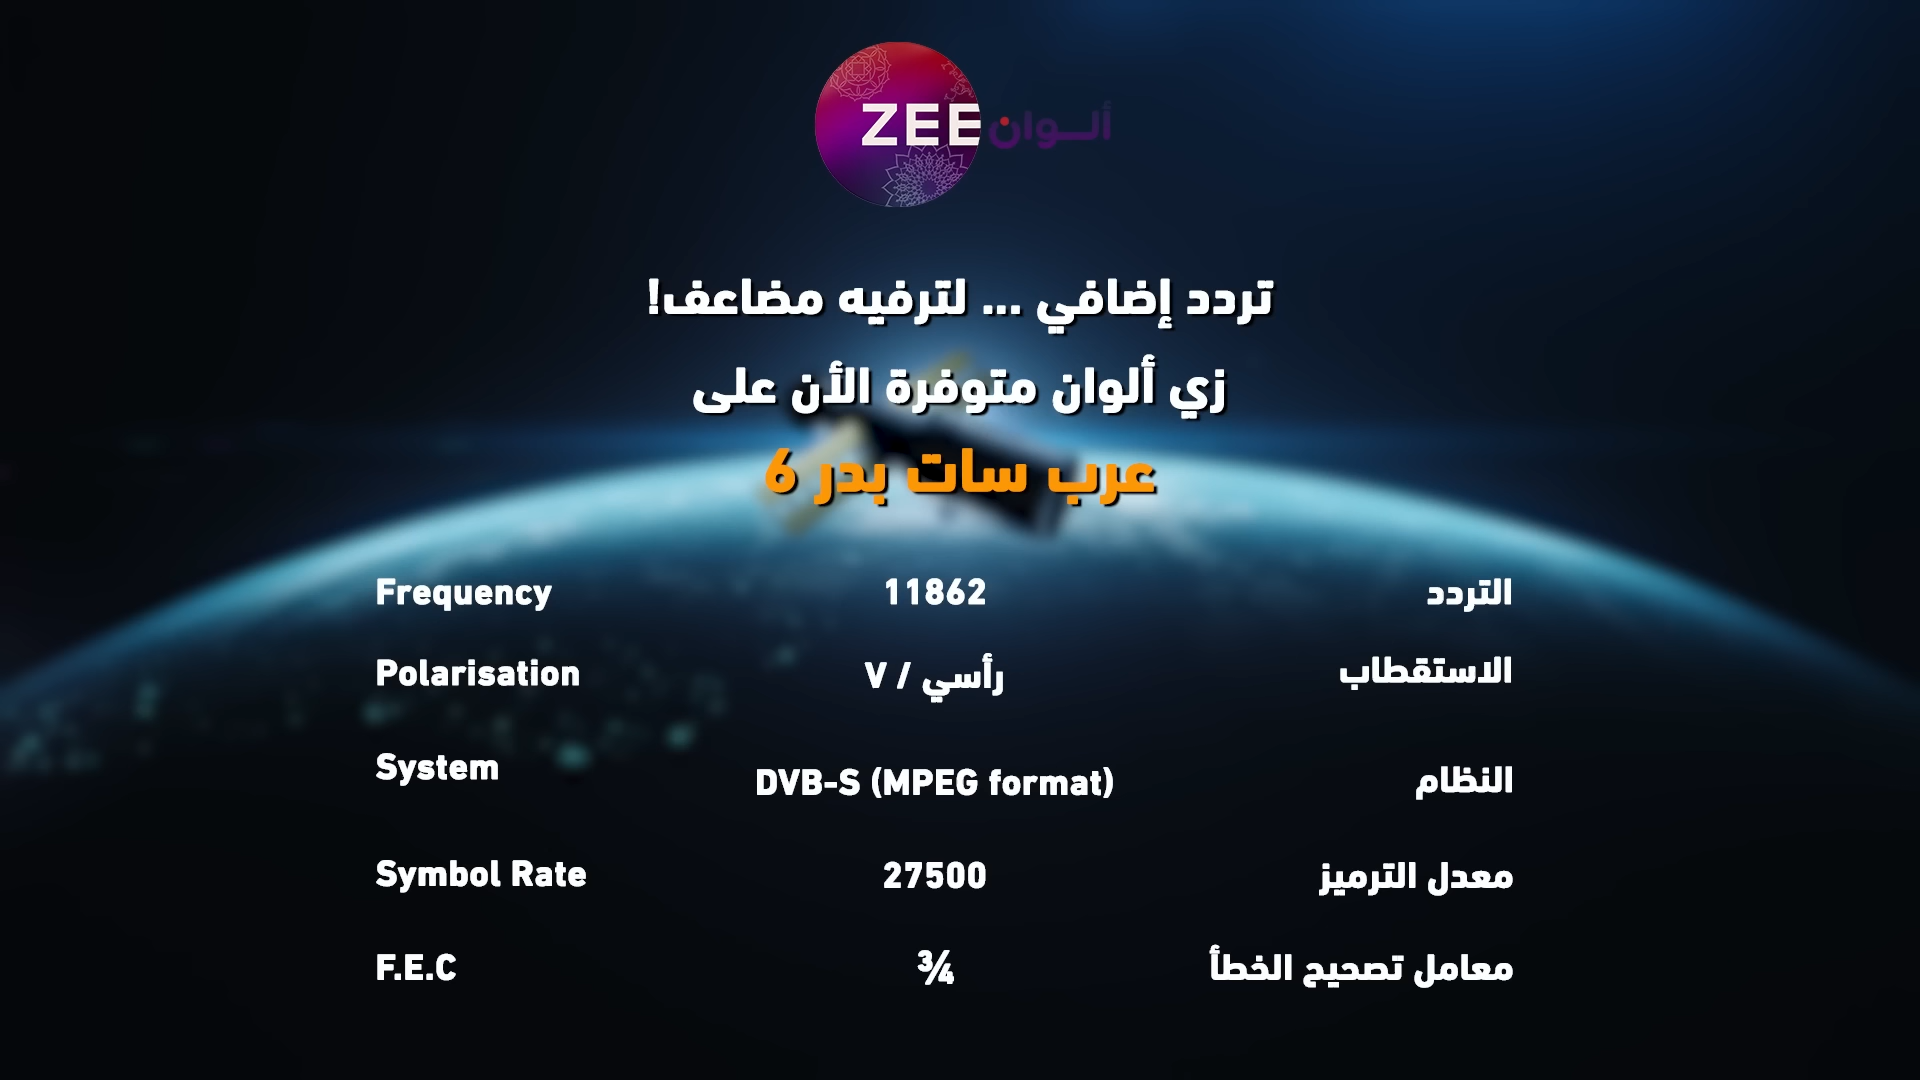 ZEE ألوان
تردد إضافي ... لترفيه مضاعف!
زي ألوان متوفرة الأن على
عرب سات بدر 6
Frequency 11862 التردد
Polarisation رأسي / V الاستقطاب
System DVB-S (MPEG format) النظام
Symbol Rate 27500 معدل الترميز
F.E.C ¾ معامل تصحيح الخطأ